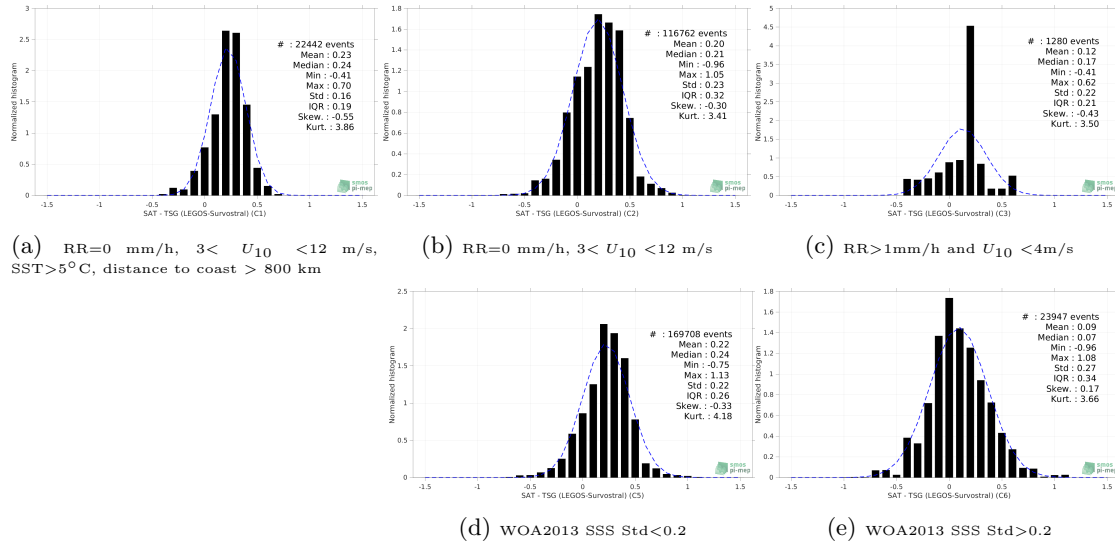 3
2.5
2
1.5
1
0.5
0
Normalized histogram
# : 22442 events
Mean : 0.23
Median : 0.24
Min : -0.41
Max : 0.70
Std : 0.16
IQR : 0.19
Skew. : -0.55
Kurt. : 3.86
smos
pi-mep
-1.5 -1 -0.5 0 0.5 1 1.5
SAT - TSG (LEGOS-Survostral) (C1)
(a) RR=0 mm/h, 3< U10 <12 m/s,
SST>5°C, distance to coast > 800 km
1.8
1.6
1.4
1.2
1
0.8
0.6
0.4
0.2
0
Normalized histogram
# : 116762 events
Mean : 0.20
Median : 0.21
Min : -0.96
Max : 1.05
Std : 0.23
IQR : 0.32
Skew. : -0.30
Kurt. : 3.41
smos
pi-mep
-1.5 -1 -0.5 0 0.5 1 1.5
SAT - TSG (LEGOS-Survostral) (C2)
(b) RR=0 mm/h, 3< U10 <12 m/s
5
4.5
4
3.5
3
2.5
2
1.5
1
0.5
0
Normalized histogram
# : 1280 events
Mean : 0.12
Median : 0.17
Min : -0.41
Max : 0.62
Std : 0.22
IQR : 0.21
Skew. : -0.43
Kurt. : 3.50
smos
pi-mep
-1.5 -1 -0.5 0 0.5 1 1.5
SAT - TSG (LEGOS-Survostral) (C3)
(c) RR>1mm/h and U10 <4m/s
2.5
2
1.5
1
0.5
0
Normalized histogram
# : 169708 events
Mean : 0.22
Median : 0.24
Min : -0.75
Max : 1.13
Std : 0.22
IQR : 0.26
Skew. : -0.33
Kurt. : 4.18
smos
pi-mep
-1.5 -1 -0.5 0 0.5 1 1.5
SAT - TSG (LEGOS-Survostral) (C5)
(d) WOA2013 SSS Std<0.2
1.8
1.6
1.4
1.2
1
0.8
0.6
0.4
0.2
0
Normalized histogram
# : 23947 events
Mean : 0.09
Median : 0.07
Min : -0.96
Max : 1.08
Std : 0.27
IQR : 0.34
Skew. : 0.17
Kurt. : 3.66
smos
pi-mep
-1.5 -1 -0.5 0 0.5 1 1.5
SAT - TSG (LEGOS-Survostral) (C6)
(e) WOA2013 SSS Std>0.2